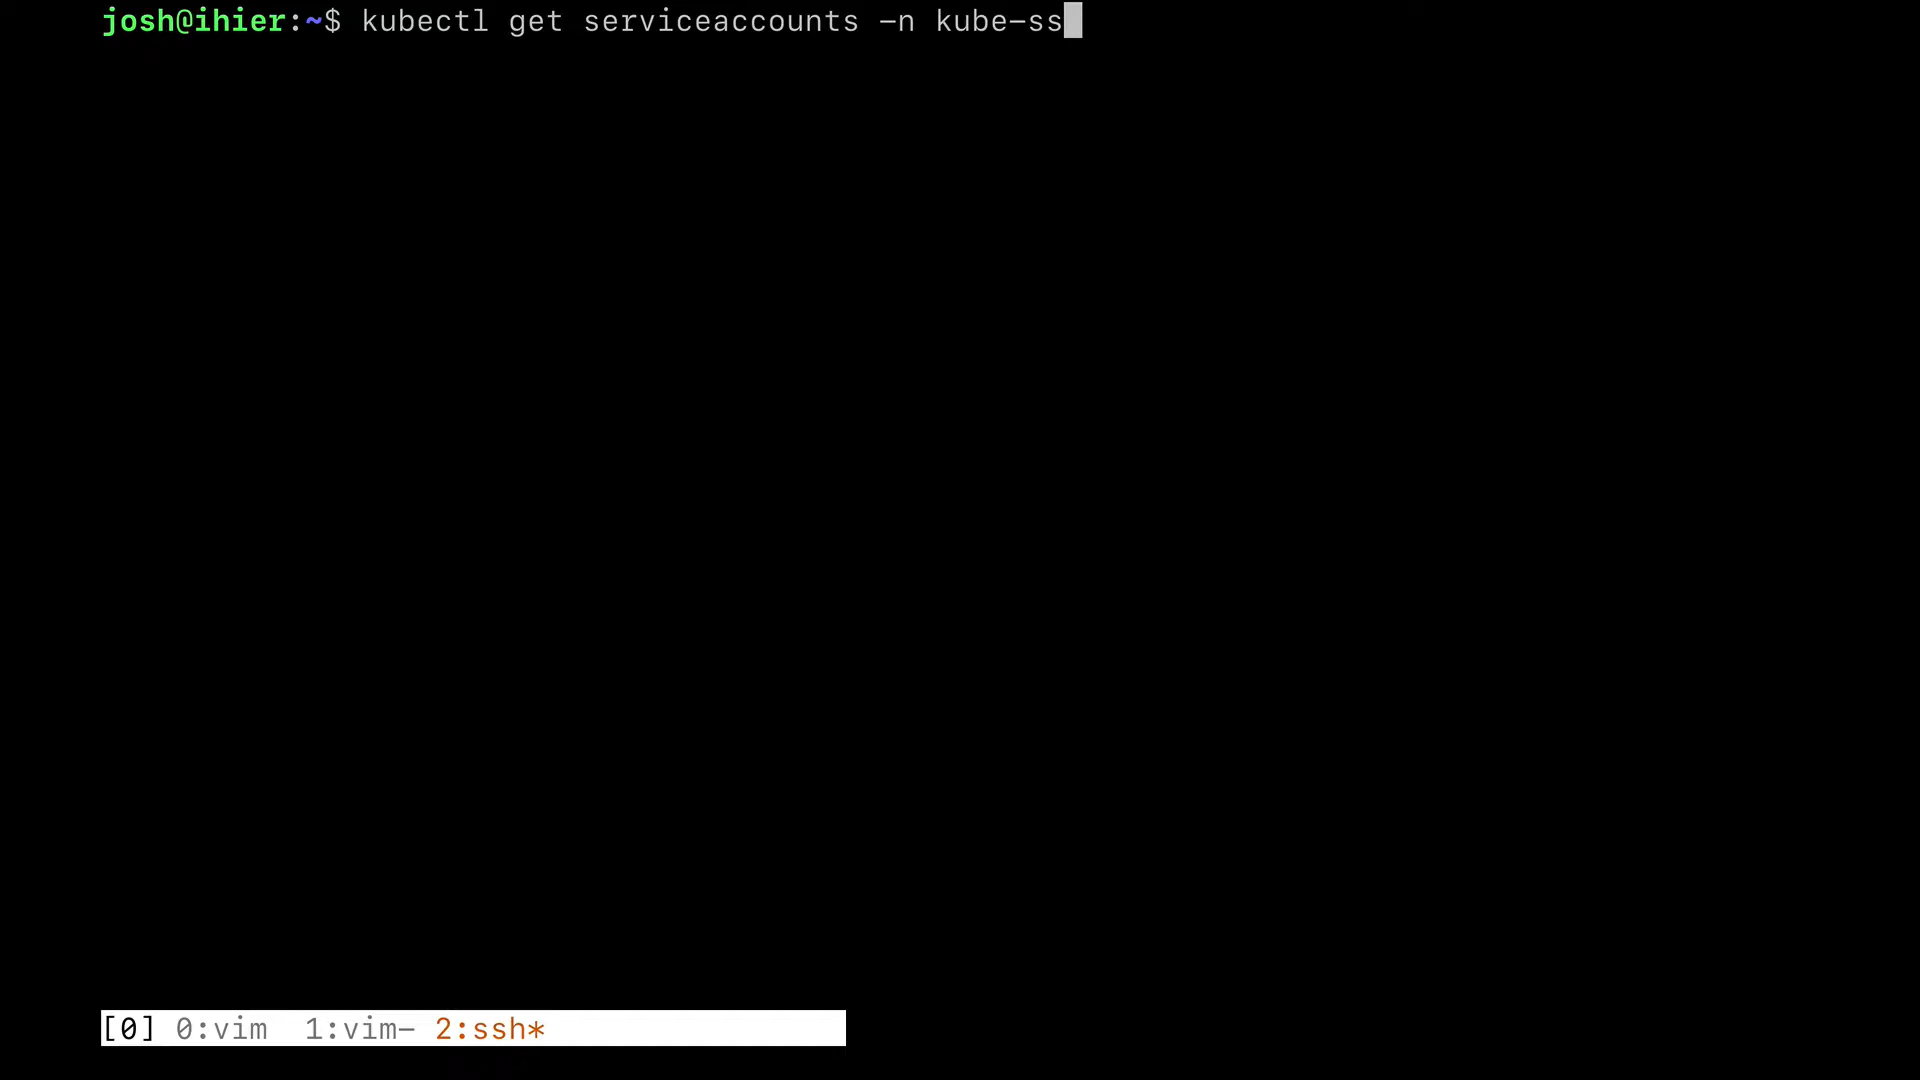 josh@ihier:~$ kubectl get serviceaccounts -n kube-ss
[0] 0:vim  1:vim- 2:ssh*